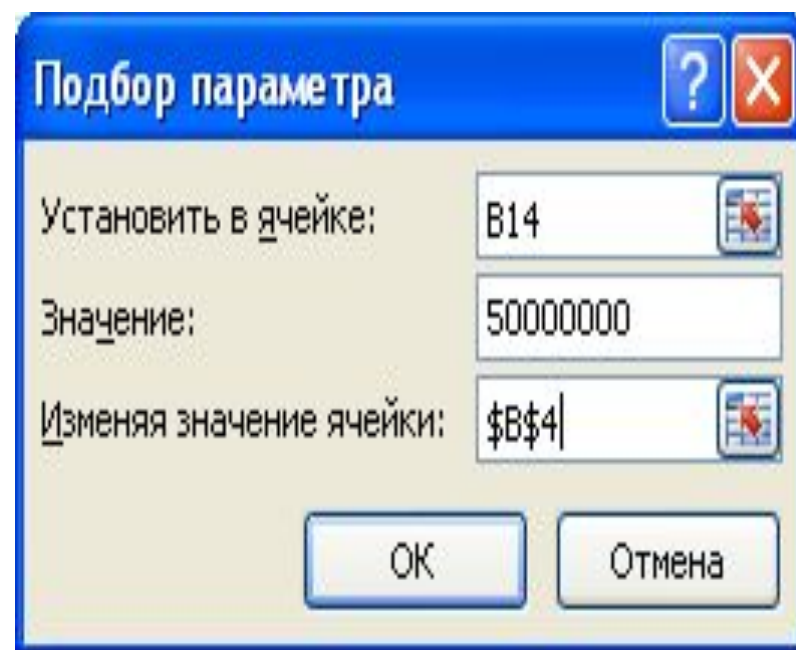 Подбор параметра
Установить в ячейке: B14
Значение: 50000000
Изменяя значение ячейки: $B$4
ОК Отмена